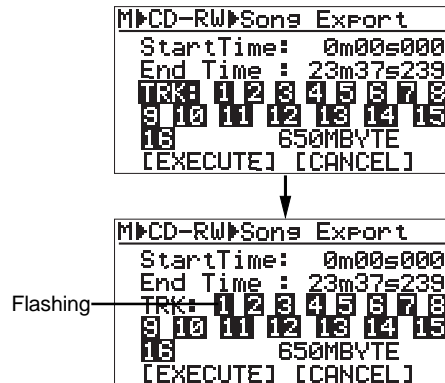 M▶CD-RW▶Song Export
StartTime: 0m00s000
End Time : 23m37s239
TRK: 1 2 3 4 5 6 7 8
9 10 11 12 13 14 15
16 650MBYTE
[EXECUTE] [CANCEL]
M▶CD-RW▶Song Export
StartTime: 0m00s000
End Time : 23m37s239
Flashing TRK: 1 2 3 4 5 6 7 8
9 10 11 12 13 14 15
16 650MBYTE
[EXECUTE] [CANCEL]